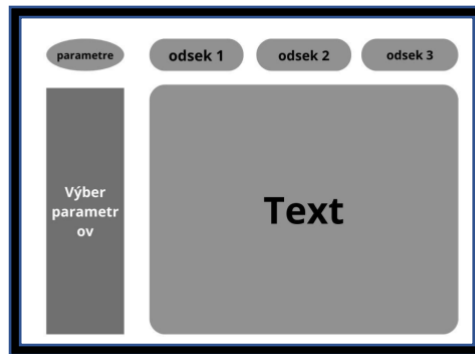 parametre
odsek 1
odsek 2
odsek 3
Výber
parametr
ov
Text